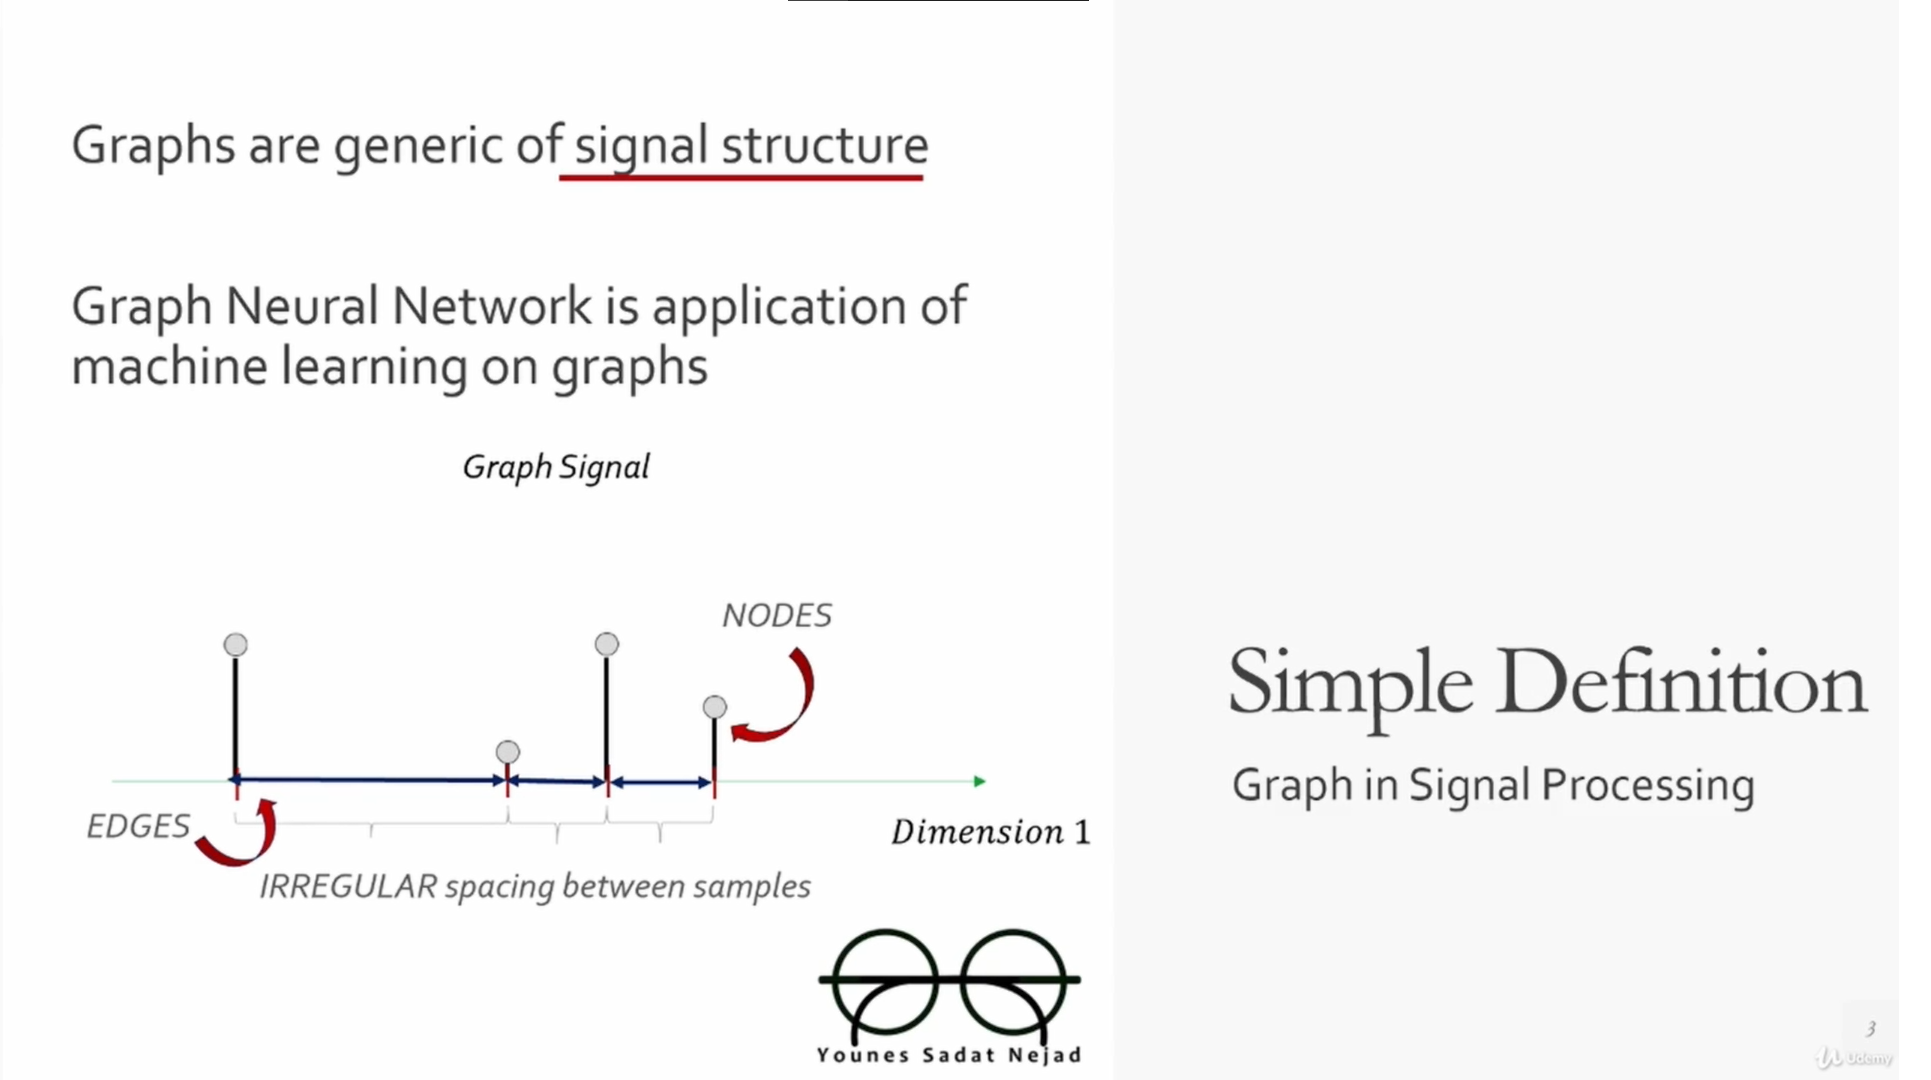 Graphs are generic of signal structure
Graph Neural Network is application of
machine learning on graphs
Graph Signal
NODES
EDGES
Dimension 1
IRREGULAR spacing between samples
Younes Sadat Nejad
Simple Definition
Graph in Signal Processing
3
Udemy